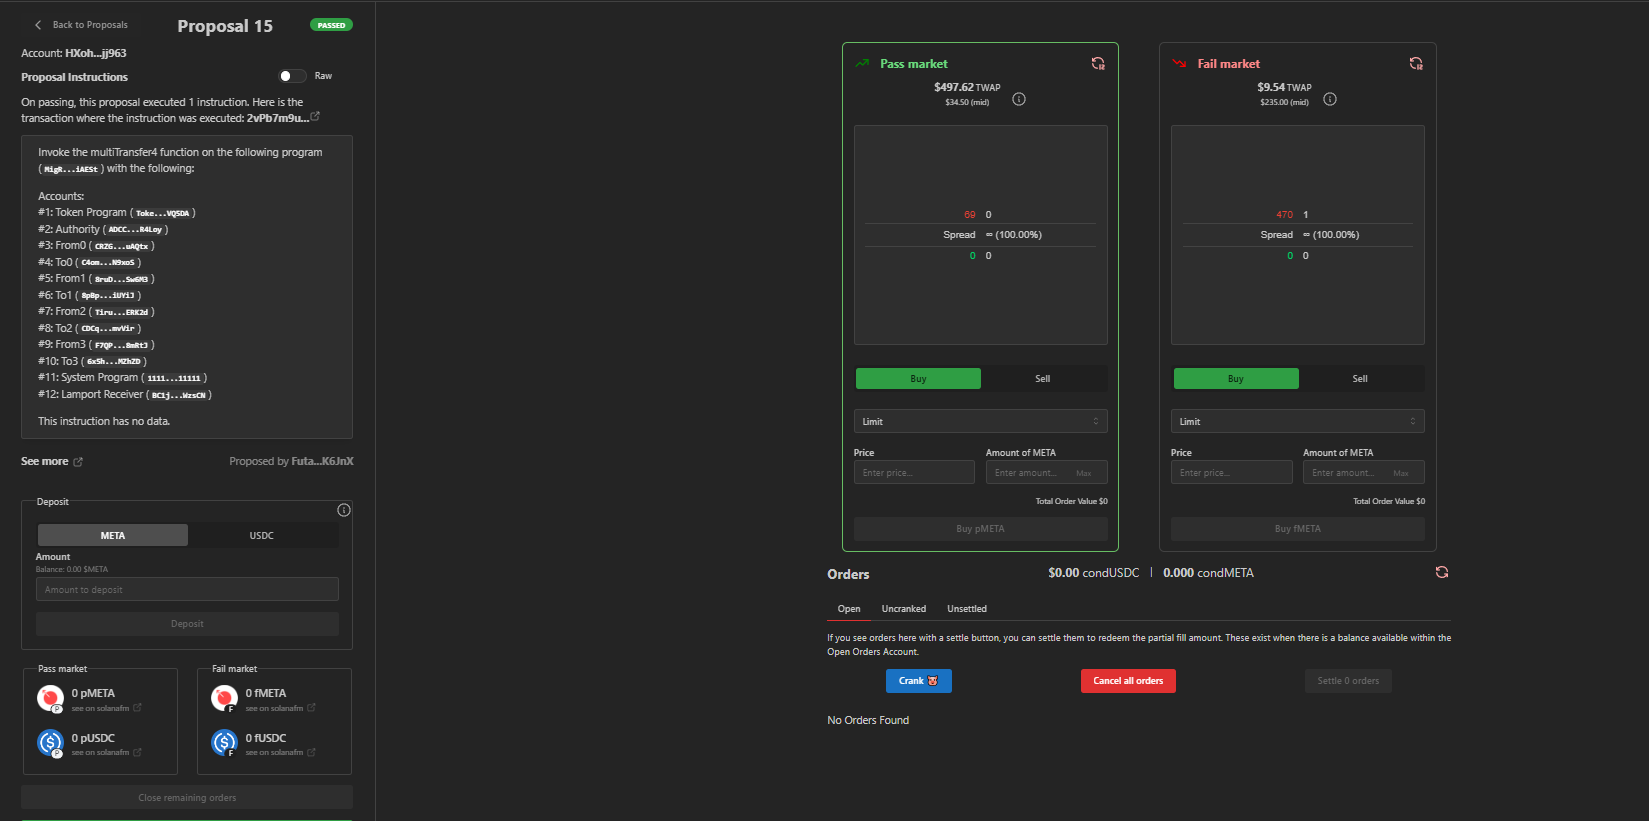 Back to Proposals
Proposal 15
PASSED
Account: HXoh...jj963
Proposal Instructions
Raw
On passing, this proposal executed 1 instruction. Here is the
transaction where the instruction was executed: 2vPb7m9u...
Invoke the multiTransfer4 function on the following program
( MigR...iAESt ) with the following:
Accounts:
#1: Token Program ( Toke...VQ5DA )
#2: Authority ( ADCC...R4Loy )
#3: From0 ( CRZG...uAQtx )
#4: To0 ( C4om...N9xoS )
#5: From1 ( 8ruD...Sw6M3 )
#6: To1 ( 8pBp...iUYiJ )
#7: From2 ( Tiru...ERK2d )
#8: To2 ( CDCq...mvVir )
#9: From3 ( F7QP...8mRtJ )
#10: To3 ( 6x5h...MZhZD )
#11: System Program ( 1111...11111 )
#12: Lamport Receiver ( BC1j...WzsCN )
This instruction has no data.
See more
Proposed by Futa...K6JnX
Deposit
META
USDC
Amount
Balance: 0.00 $META
Amount to deposit
Deposit
Pass market
0 pMETA
see on solanafm
0 pUSDC
see on solanafm
Fail market
0 fMETA
see on solanafm
0 fUSDC
see on solanafm
Close remaining orders
Pass market
$497.62 TWAP
$34.50 (mid)
69 0
Spread ∞ (100.00%)
0 0
Buy
Sell
Limit
Price
Amount of META
Enter price...
Enter amount...
Max
Total Order Value $0
Buy pMETA
Fail market
$9.54 TWAP
$235.00 (mid)
470 1
Spread ∞ (100.00%)
0 0
Buy
Sell
Limit
Price
Amount of META
Enter price...
Enter amount...
Max
Total Order Value $0
Buy fMETA
Orders
$0.00 condUSDC | 0.000 condMETA
Open
Uncranked
Unsettled
If you see orders here with a settle button, you can settle them to redeem the partial fill amount. These exist when there is a balance available within the
Open Orders Account.
Crank
Cancel all orders
Settle 0 orders
No Orders Found